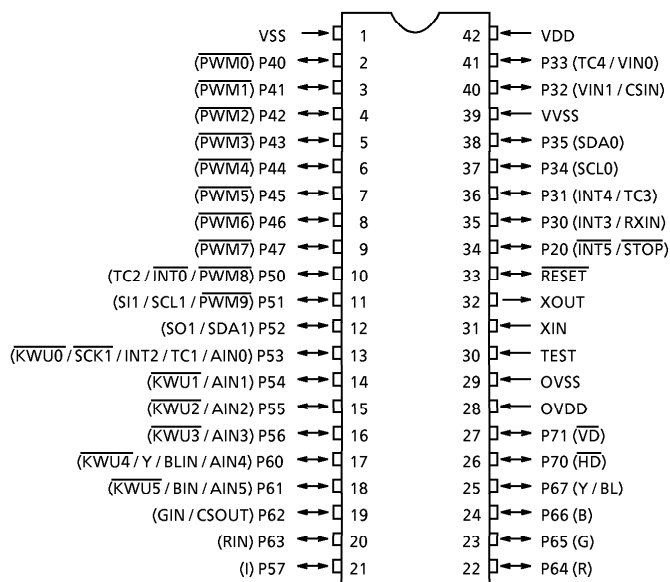 VSS 1 42 VDD
(PWM0) P40 2 41 P33 (TC4 / VIN0)
(PWM1) P41 3 40 P32 (VIN1 / CSIN)
(PWM2) P42 4 39 VVSS
(PWM3) P43 5 38 P35 (SDA0)
(PWM4) P44 6 37 P34 (SCL0)
(PWM5) P45 7 36 P31 (INT4 / TC3)
(PWM6) P46 8 35 P30 (INT3 / RXIN)
(PWM7) P47 9 34 P20 (INT5 / STOP)
(TC2 / INT0 / PWM8) P50 10 33 RESET
(SI1 / SCL1 / PWM9) P51 11 32 XOUT
(SO1 / SDA1) P52 12 31 XIN
(KWU0 / SCK1 / INT2 / TC1 / AIN0) P53 13 30 TEST
(KWU1 / AIN1) P54 14 29 OVSS
(KWU2 / AIN2) P55 15 28 OVDD
(KWU3 / AIN3) P56 16 27 P71 (VD)
(KWU4 / Y / BLIN / AIN4) P60 17 26 P70 (HD)
(KWU5 / BIN / AIN5) P61 18 25 P67 (Y / BL)
(GIN / CSOUT) P62 19 24 P66 (B)
(RIN) P63 20 23 P65 (G)
(I) P57 21 22 P64 (R)